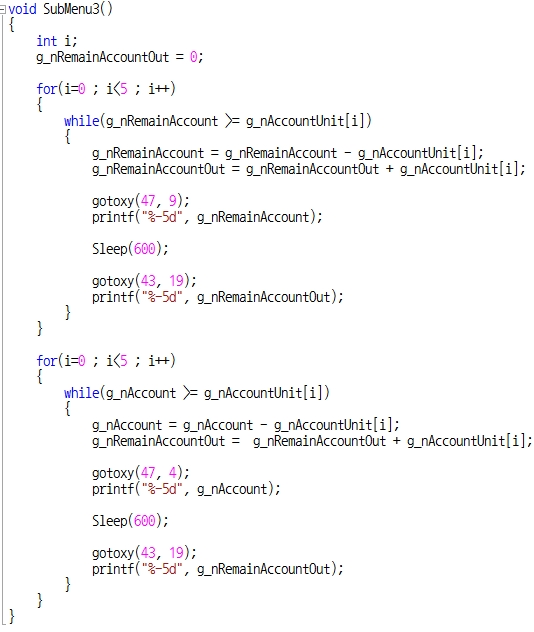 void SubMenu3()
{
    int i;
    g_nRemainAccountOut = 0;

    for(i=0 ; i<5 ; i++)
    {
        while(g_nRemainAccount >= g_nAccountUnit[i])
        {
            g_nRemainAccount = g_nRemainAccount - g_nAccountUnit[i];
            g_nRemainAccountOut = g_nRemainAccountOut + g_nAccountUnit[i];

            gotoxy(47, 9);
            printf("%-5d", g_nRemainAccount);

            Sleep(600);

            gotoxy(43, 19);
            printf("%-5d", g_nRemainAccountOut);
        }
    }

    for(i=0 ; i<5 ; i++)
    {
        while(g_nAccount >= g_nAccountUnit[i])
        {
            g_nAccount = g_nAccount - g_nAccountUnit[i];
            g_nRemainAccountOut =  g_nRemainAccountOut + g_nAccountUnit[i];

            gotoxy(47, 4);
            printf("%-5d", g_nAccount);

            Sleep(600);

            gotoxy(43, 19);
            printf("%-5d", g_nRemainAccountOut);
        }
    }
}